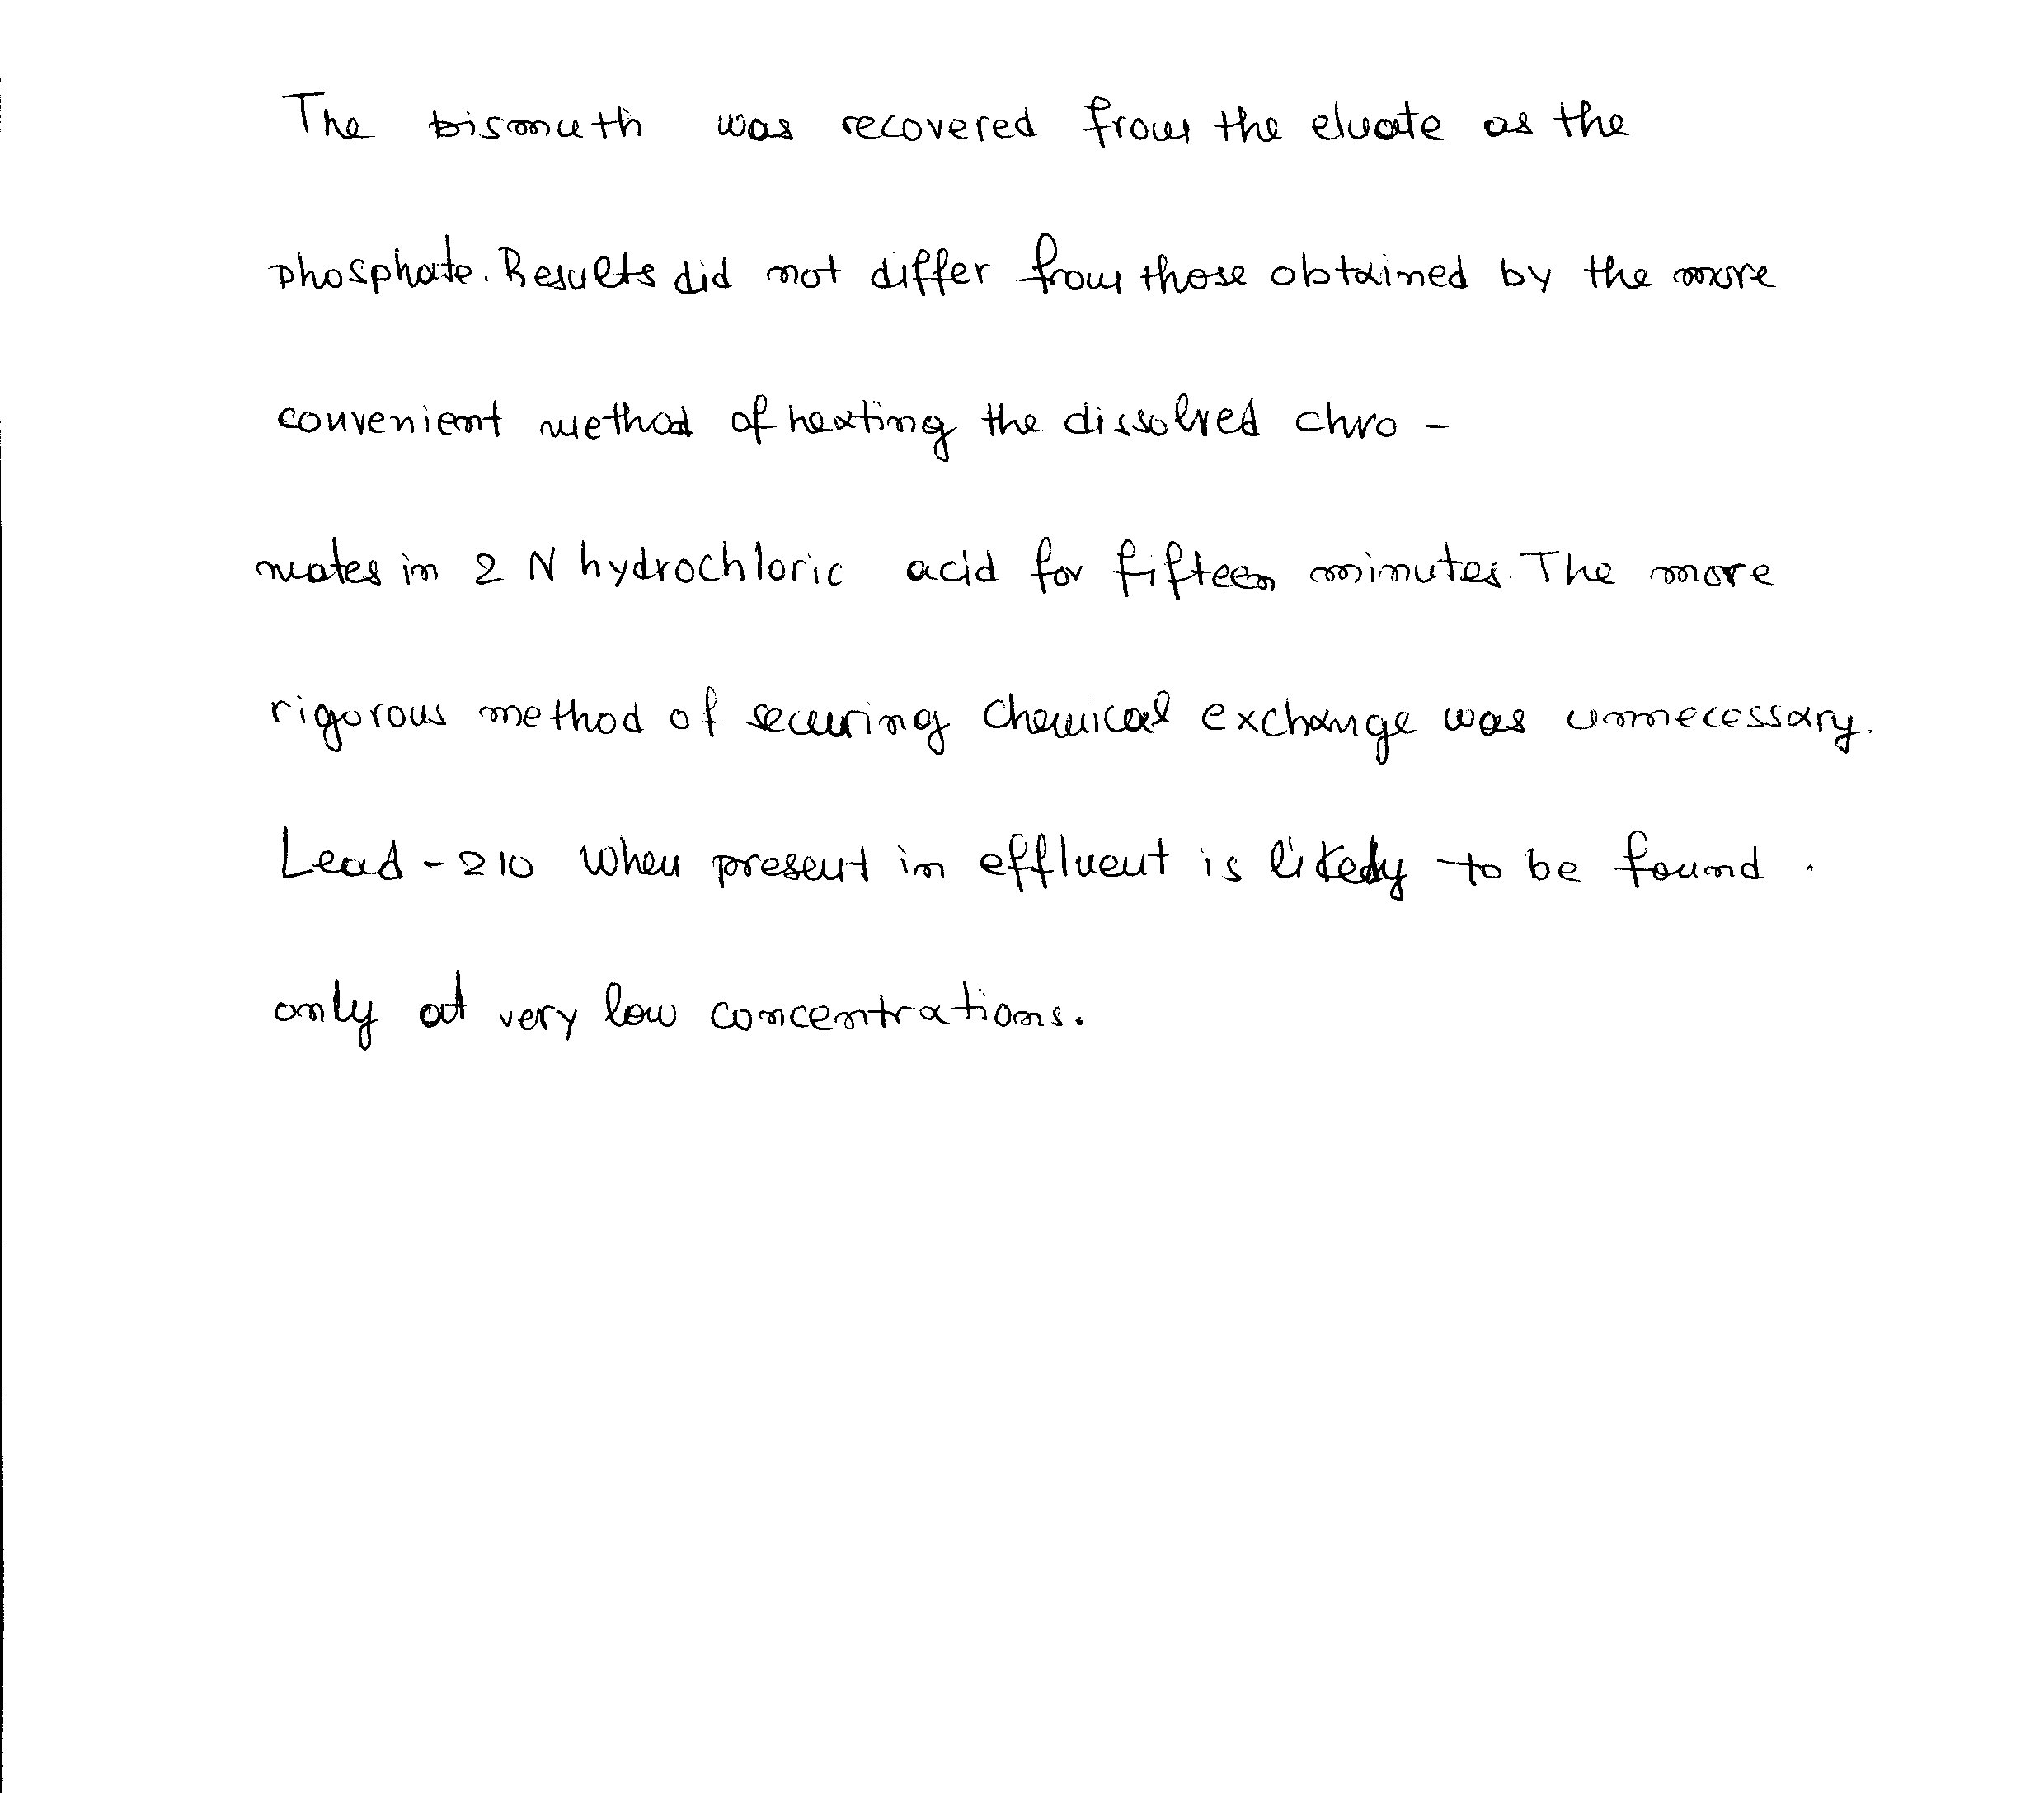 The bismuth was recovered from the eluate as the
phosphate. Results did not differ from those obtained by the more
convenient method of heating the dissolved chro -
mates in 2 N hydrochloric acid for fifteen minutes. The more
rigorous method of securing chemical exchange was unnecessary.
Lead - 210 when present in effluent is likely to be found .
only at very low concentrations.